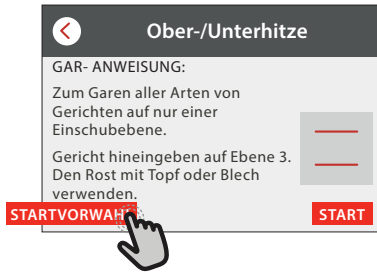 Ober-/Unterhitze
GAR- ANWEISUNG:
Zum Garen aller Arten von
Gerichten auf nur einer
Einschubebene.
Gericht hineingeben auf Ebene 3.
Den Rost mit Topf oder Blech
verwenden.
STARTVORWAHL
START